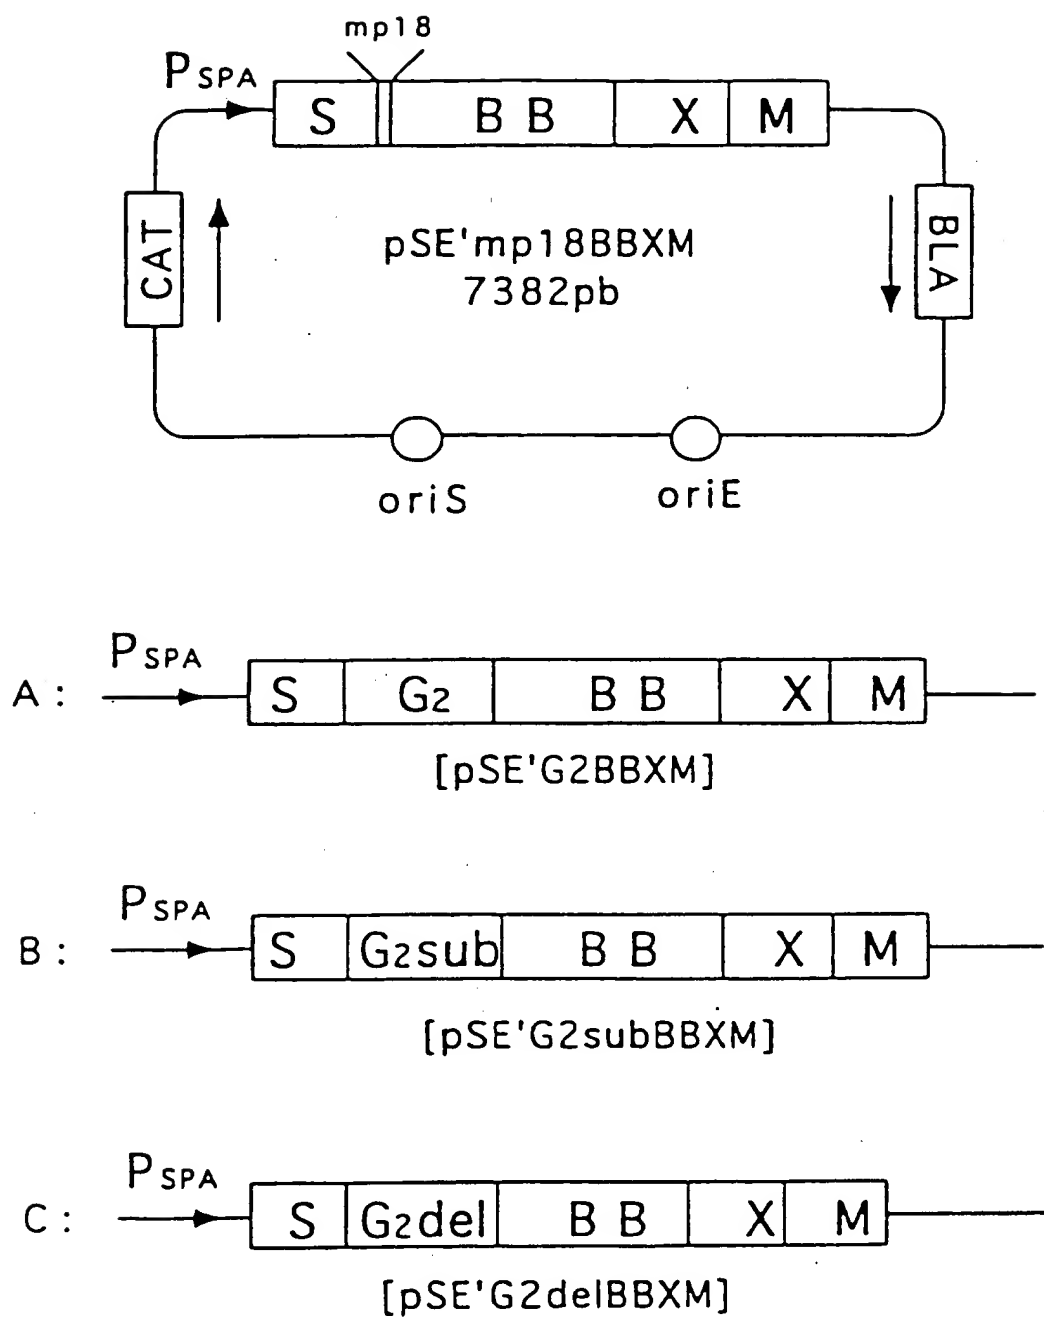 mp18
PSPA
S BB X M
CAT
BLA
pSE'mp18BBXM
7382pb
oriS oriE
PSPA
A: S G2 BB X M
[pSE'G2BBXM]
PSPA
B: S G2sub BB X M
[pSE'G2subBBXM]
PSPA
C: S G2del BB X M
[pSE'G2delBBXM]